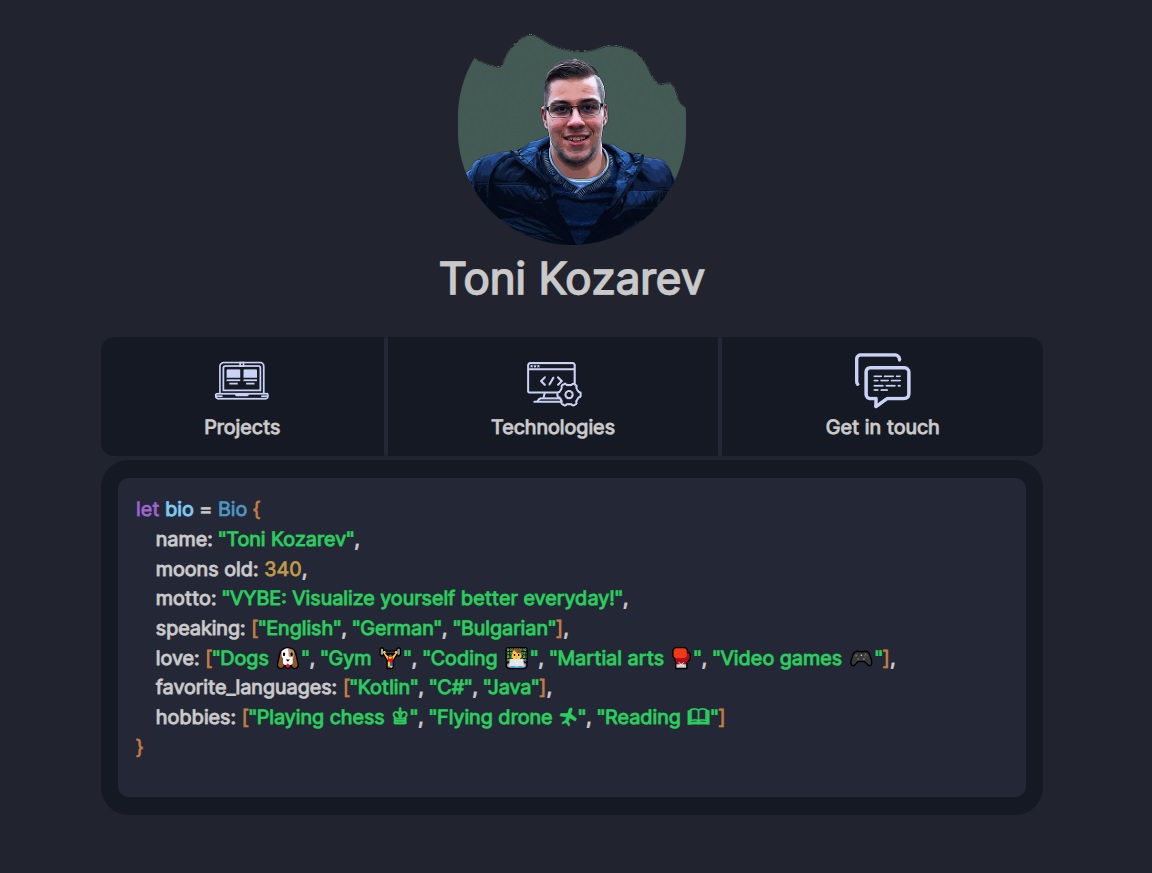 Toni Kozarev
Projects
Technologies
Get in touch
let bio = Bio {
name: "Toni Kozarev",
moons old: 340,
motto: "VYBE: Visualize yourself better everyday!",
speaking: ["English", "German", "Bulgarian"],
love: ["Dogs 🐶", "Gym 🏋️", "Coding 👨‍💻", "Martial arts 🥊", "Video games 🎮"],
favorite_languages: ["Kotlin", "C#", "Java"],
hobbies: ["Playing chess ♚", "Flying drone ✈", "Reading 🕮"]
}